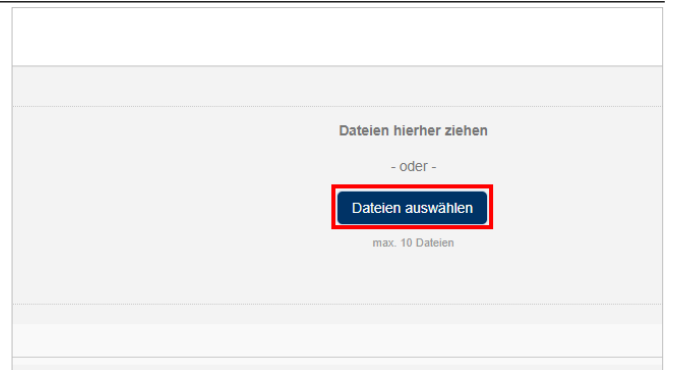 Dateien hierher ziehen
- oder -
Dateien auswählen
max. 10 Dateien